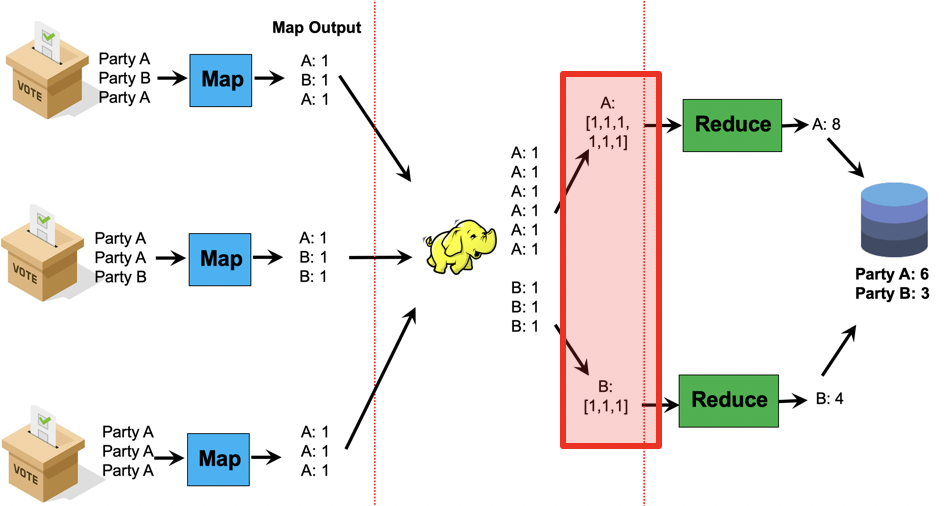 Map Output
VOTE
Party A
Party B
Party A
Map
A: 1
B: 1
A: 1
VOTE
Party A
Party A
Party B
Map
A: 1
B: 1
B: 1
VOTE
Party A
Party A
Party A
Map
A: 1
A: 1
A: 1
A: 1
A: 1
A: 1
A: 1
A: 1
A: 1
B: 1
B: 1
B: 1
A:
[1,1,1,
1,1,1]
B:
[1,1,1]
Reduce
A: 8
Reduce
B: 4
Party A: 6
Party B: 3